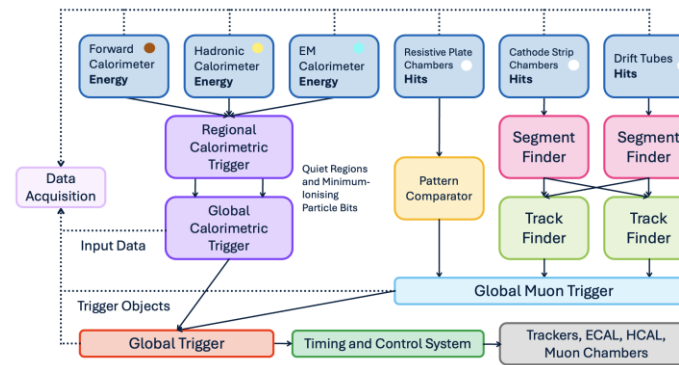 Forward
Calorimeter
Energy
Hadronic
Calorimeter
Energy
EM
Calorimeter
Energy
Resistive Plate
Chambers
Hits
Cathode Strip
Chambers
Hits
Drift Tubes
Hits
Regional
Calorimetric
Trigger
Segment
Finder
Segment
Finder
Data
Acquisition
Quiet Regions
and Minimum-
Ionising
Particle Bits
Pattern
Comparator
Global
Calorimetric
Trigger
Track
Finder
Track
Finder
Input Data
Global Muon Trigger
Trigger Objects
Global Trigger
Timing and Control System
Trackers, ECAL, HCAL,
Muon Chambers